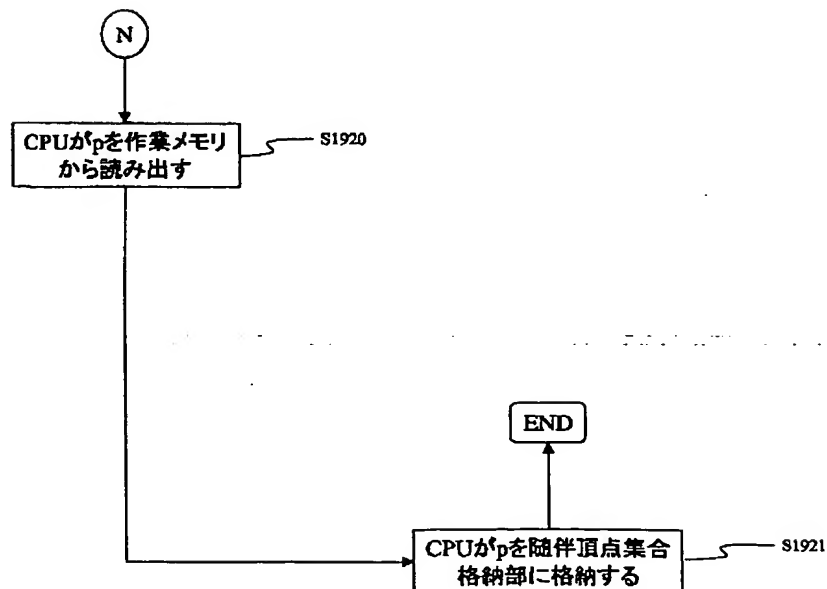 N
CPUがpを作業メモリ
から読み出す
S1920
END
CPUがpを随伴頂点集合
格納部に格納する
S1921